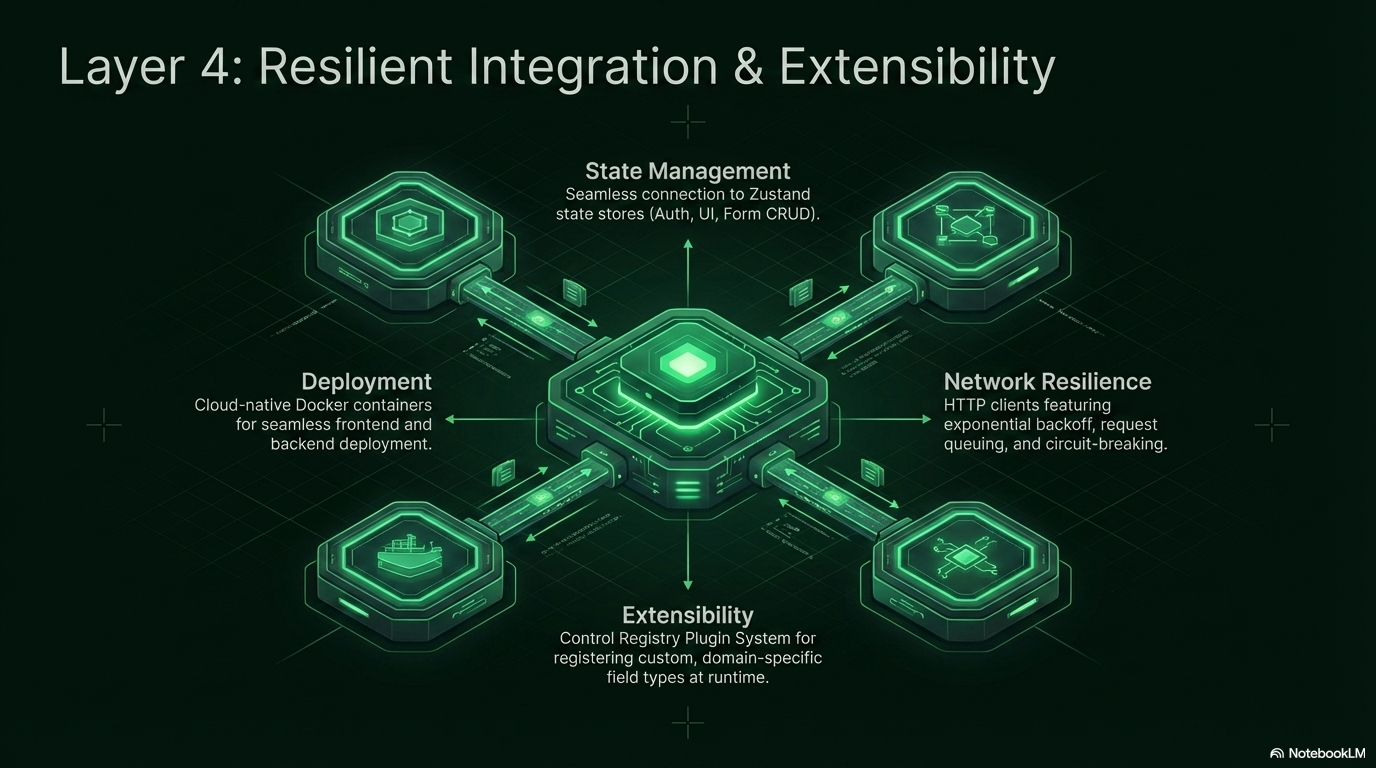 Layer 4: Resilient Integration & Extensibility
State Management
Seamless connection to Zustand
state stores (Auth, UI, Form CRUD).
Deployment
Cloud-native Docker containers
for seamless frontend and
backend deployment.
Network Resilience
HTTP clients featuring
exponential backoff, request
queuing, and circuit-breaking.
Extensibility
Control Registry Plugin System for
registering custom, domain-specific
field types at runtime.
NotebookLM